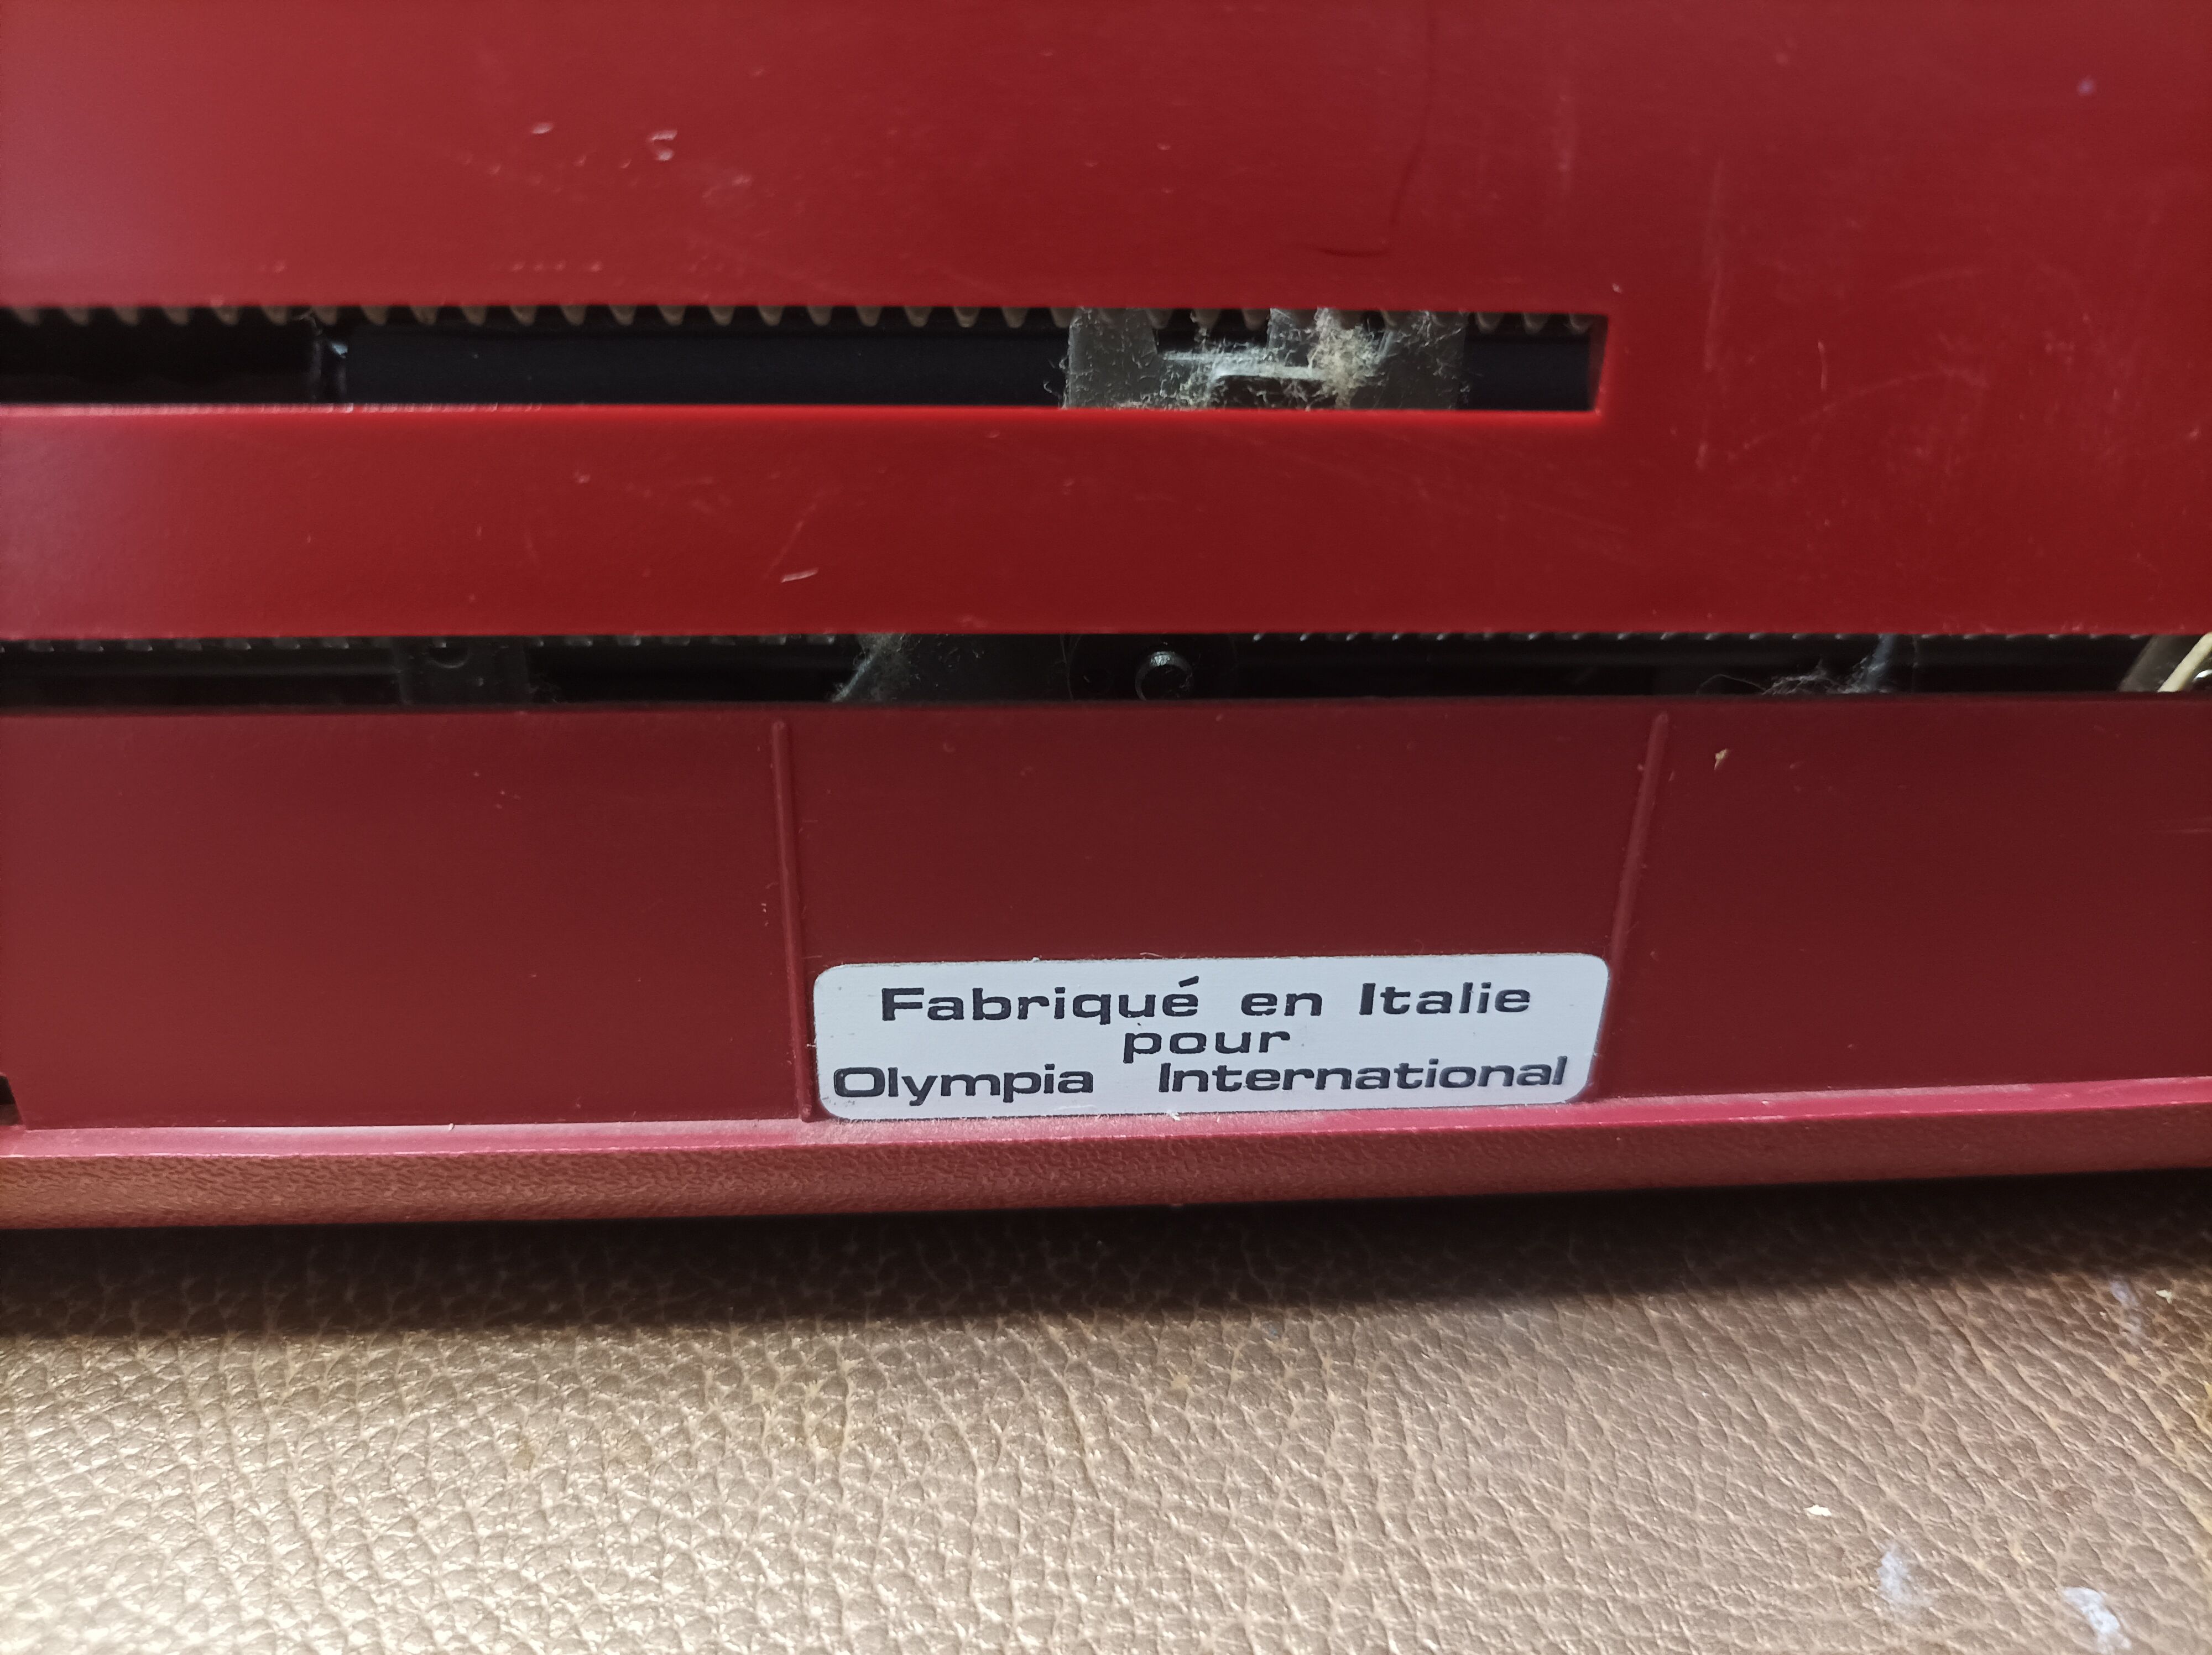 Fabriqué en Italie
pour
Olympia International